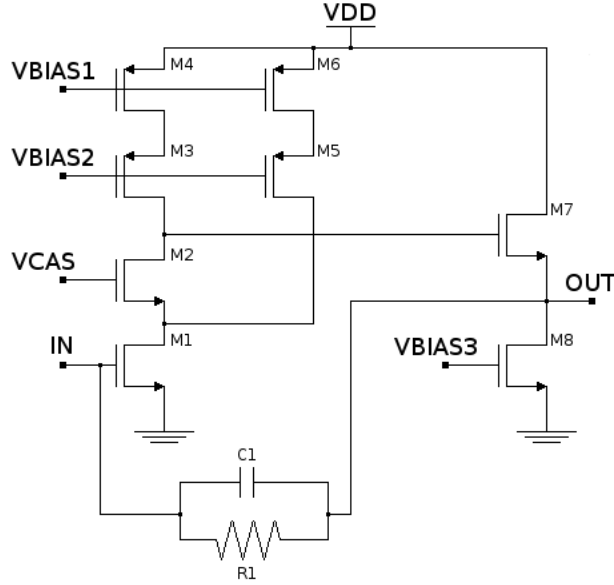 VDD
M4
M6
VBIAS1
M3
M5
VBIAS2
M7
M2
VCAS
OUT
IN
M1
VBIAS3
M8
C1
R1